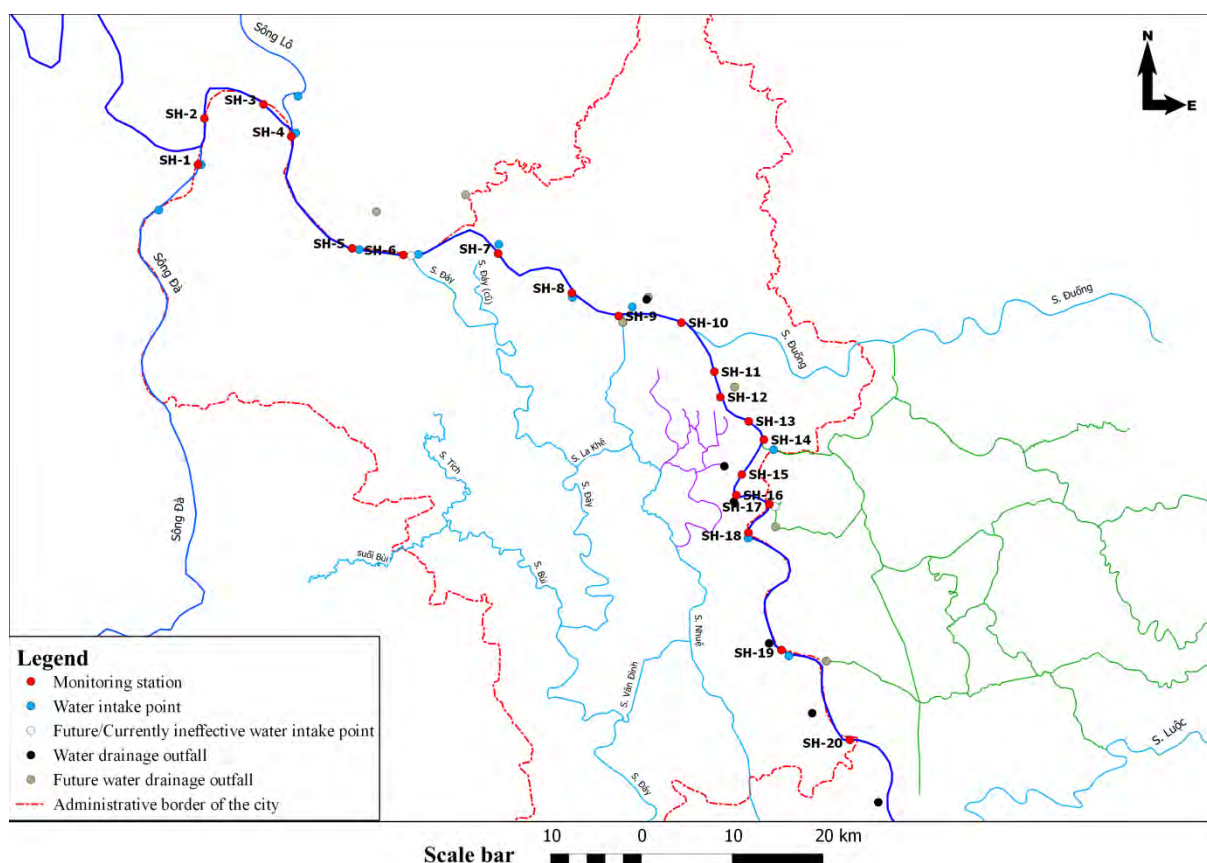 Sông Lô
N
E
SH-3
SH-2
SH-4
SH-1
Sông Đà
SH-5
SH-6
SH-7
S. Đáy
S. Đáy (cũ)
SH-8
S. Đuống
SH-9
SH-10
S. Đuống
SH-11
SH-12
SH-13
SH-14
S. La Khê
S. Tích
SH-15
S. Đáy
SH-16
SH-17
Sông Đà
SH-18
suối Bùi
S. Bùi
S. Nhuệ
SH-19
S. Vân Đình
SH-20
S. Luộc
S. Đáy
Legend
Monitoring station
Water intake point
Future/Currently ineffective water intake point
Water drainage outfall
Future water drainage outfall
Administrative border of the city
10 0 10 20 km
Scale bar